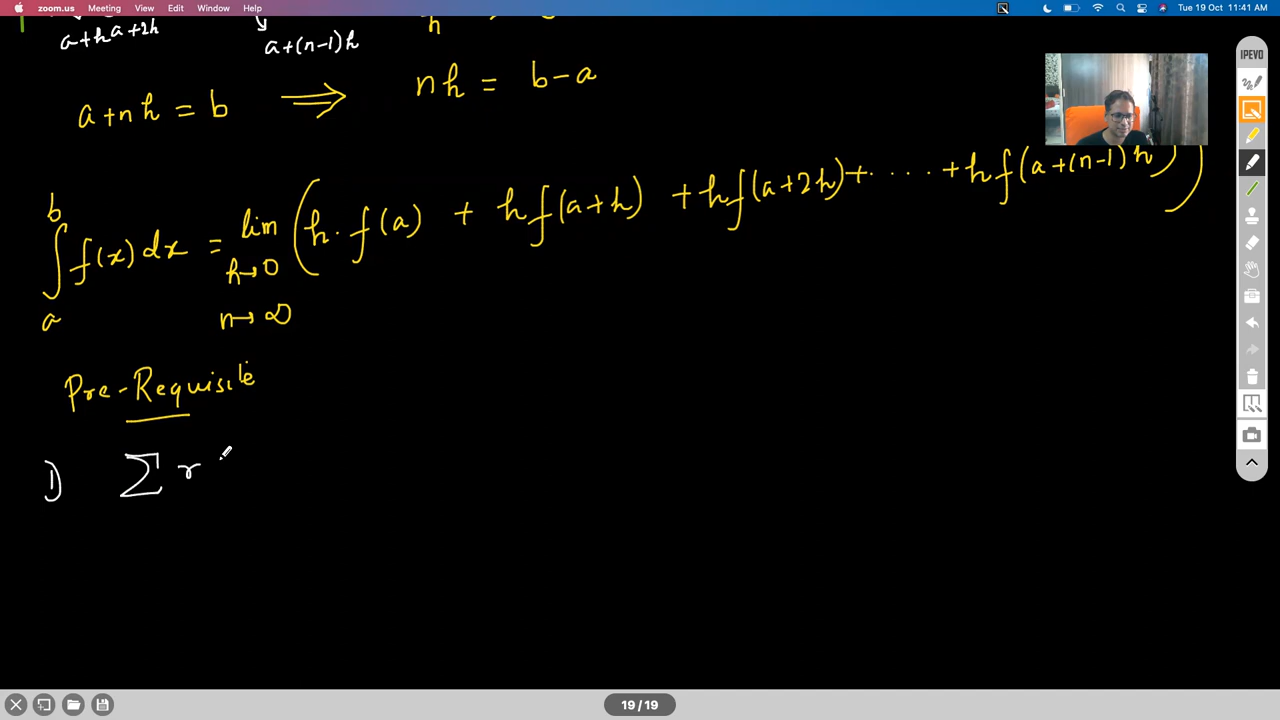 zoom.us Meeting View Edit Window Help Tue 19 Oct 11:41 AM
IPEVO
a+h a+2h
a+(n-1)h
h
a+nh = b ⟹ nh = b-a
∫_a^b f(x)dx = lim_{h→0, n→∞} (h·f(a) + hf(a+h) + hf(a+2h)+ ···· + hf(a+(n-1)h))
Pre-Requisite
1) ∑ r
19 / 19